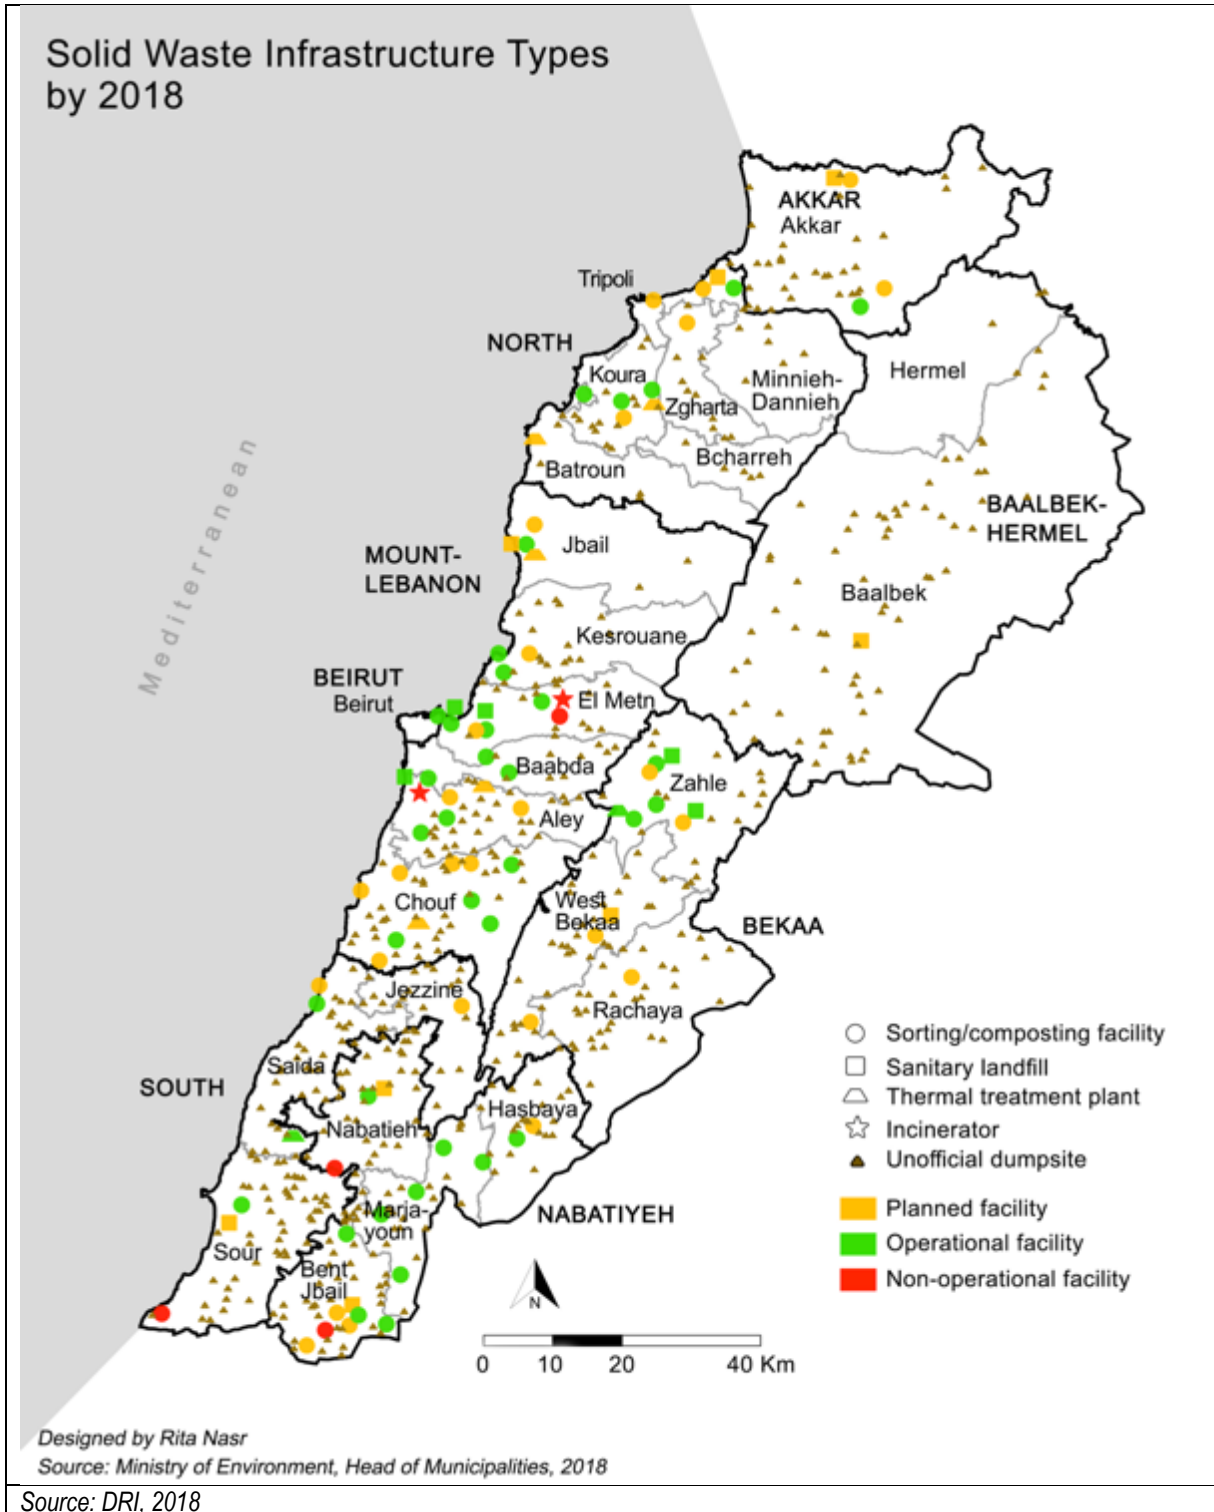 Solid Waste Infrastructure Types
by 2018
AKKAR
Akkar
Tripoli
NORTH
Koura
Minnieh-
Dannieh
Hermel
Zgharta
Bcharreh
Batroun
BAALBEK-
HERMEL
Mediterranean
MOUNT-
LEBANON
Jbail
Baalbek
Kesrouane
BEIRUT
Beirut
El Metn
Baabda
Zahle
Aley
Chouf
West
Bekaa
BEKAA
Jezzine
Rachaya
Saida
SOUTH
Hasbaya
Nabatieh
NABATIYEH
Marja-
youn
Sour
Bent
Jbail
Sorting/composting facility
Sanitary landfill
Thermal treatment plant
Incinerator
Unofficial dumpsite
Planned facility
Operational facility
Non-operational facility
N
0 10 20 40 Km
Designed by Rita Nasr
Source: Ministry of Environment, Head of Municipalities, 2018
Source: DRI, 2018